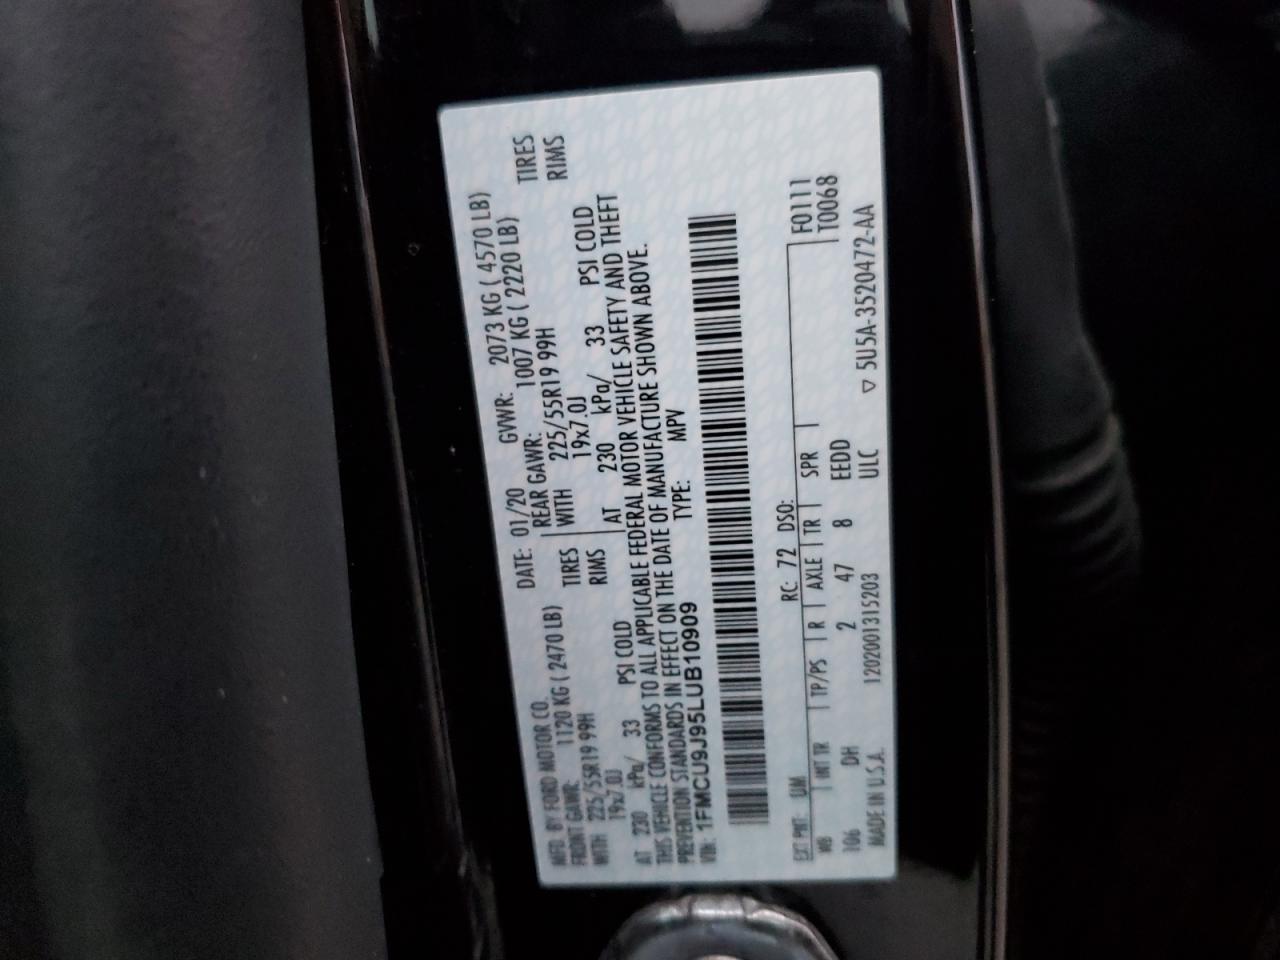 MFD. BY FORD MOTOR CO.
DATE: 01/20 GVWR: 2073 KG ( 4570 LB)
FRONT GAWR: 1120 KG ( 2470 LB) REAR GAWR: 1007 KG ( 2220 LB)
WITH 225/55R19 99H TIRES WITH 225/55R19 99H TIRES
19x7.0J RIMS 19x7.0J RIMS
AT 230 kPa/ 33 PSI COLD AT 230 kPa/ 33 PSI COLD
THIS VEHICLE CONFORMS TO ALL APPLICABLE FEDERAL MOTOR VEHICLE SAFETY AND THEFT
PREVENTION STANDARDS IN EFFECT ON THE DATE OF MANUFACTURE SHOWN ABOVE.
VIN: 1FMCU9J95LUB10909 TYPE: MPV
EXT PNT: UM RC: 72 DSO: F0111
WB INT TR TP/PS R AXLE TR SPR T0068
106 DH 2 47 8 EEDD
MADE IN U.S.A. 1202001315203 ULC ▽ 5U5A-3520472-AA